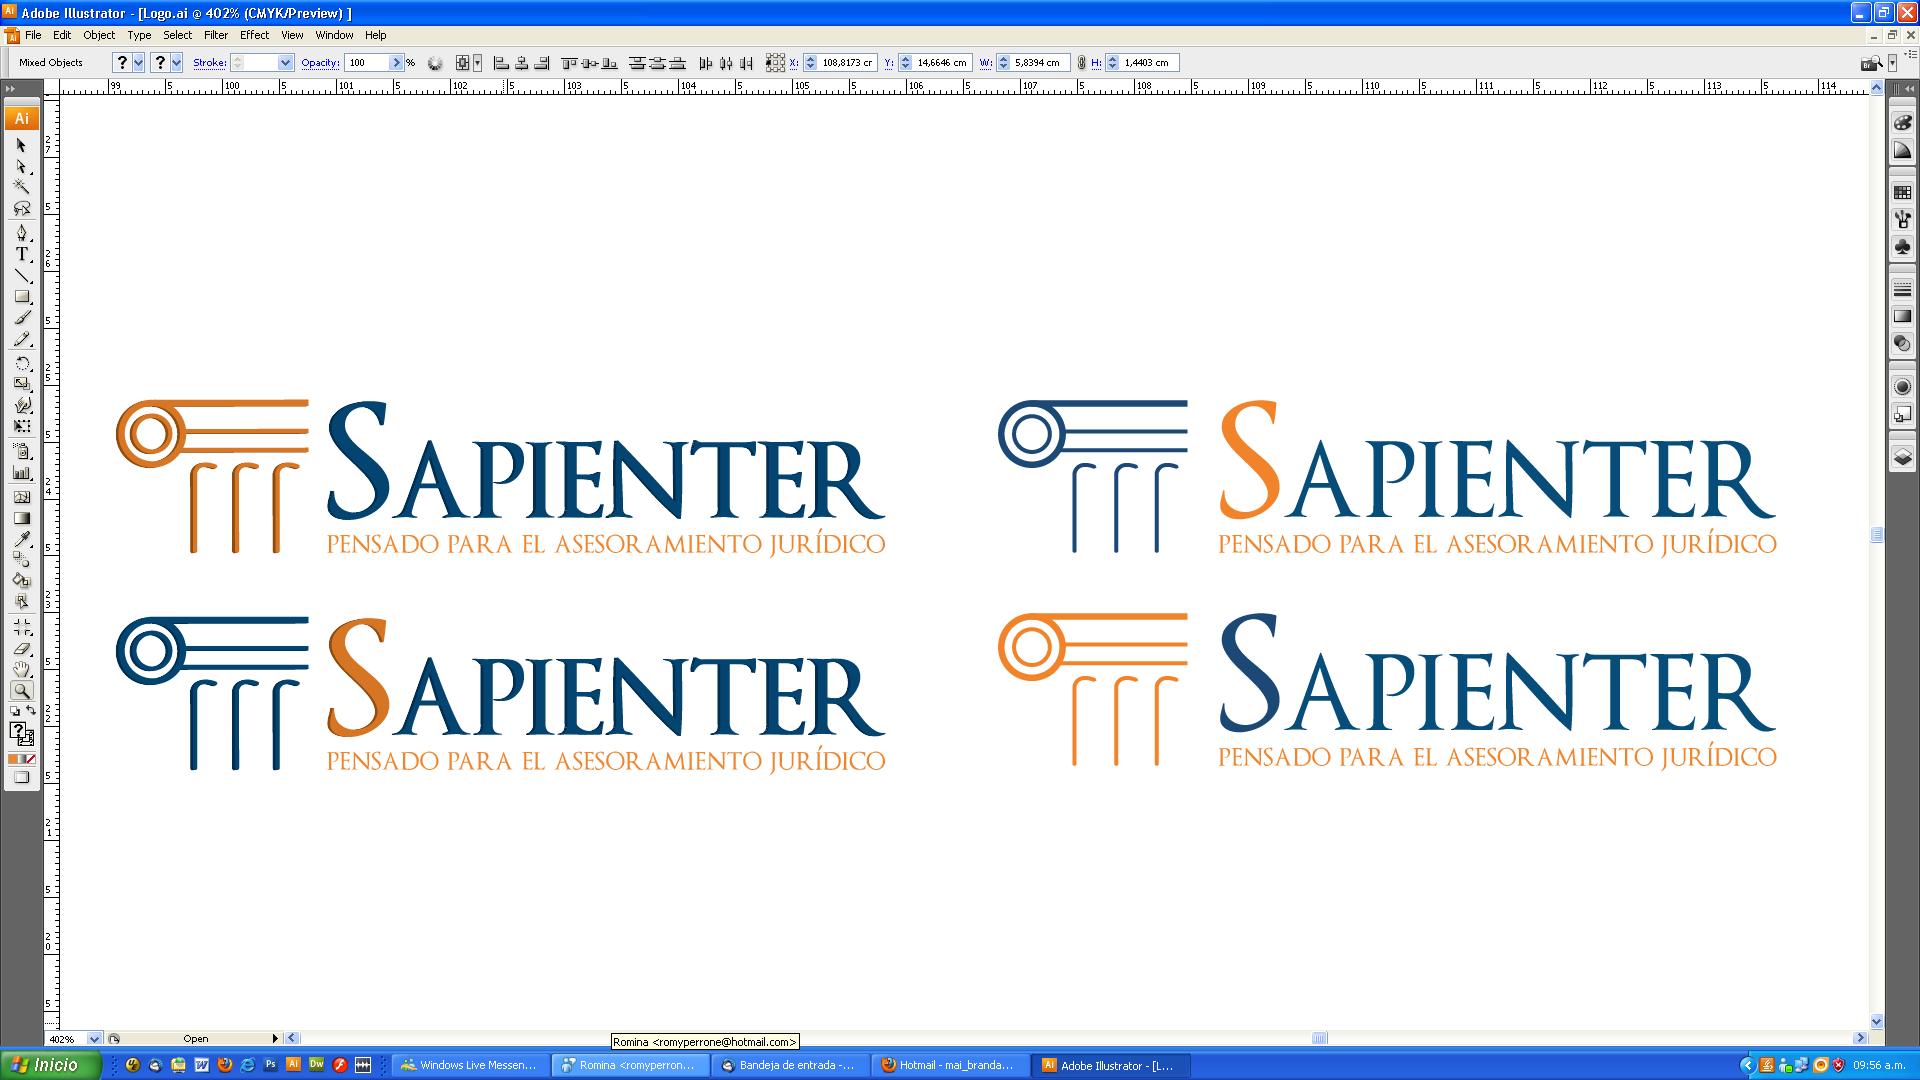 Adobe Illustrator - [Logo.ai @ 402% (CMYK/Preview) ]
File Edit Object Type Select Filter Effect View Window Help
Mixed Objects ? ? Stroke: Opacity: 100 % X: 108,8173 cr Y: 14,6646 cm W: 5,8394 cm H: 1,4403 cm
99 5 100 5 101 5 102 5 103 5 104 5 105 5 106 5 107 5 108 5 109 5 110 5 111 5 112 5 113 5 114
Ai
SAPIENTER
PENSADO PARA EL ASESORAMIENTO JURÍDICO
SAPIENTER
PENSADO PARA EL ASESORAMIENTO JURÍDICO
SAPIENTER
PENSADO PARA EL ASESORAMIENTO JURÍDICO
SAPIENTER
PENSADO PARA EL ASESORAMIENTO JURÍDICO
402% Open
Romina <romyperrone@hotmail.com>
Inicio Windows Live Messen... Romina <romyperron... Bandeja de entrada -... Hotmail - mai_branda... Adobe Illustrator - [L... 09:56 a.m.